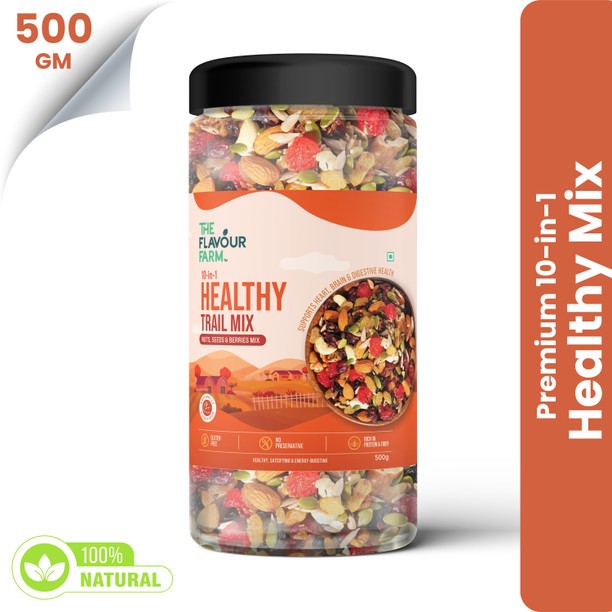 500
GM
THE
FLAVOUR
FARM
10-in-1
HEALTHY
TRAIL MIX
NUTS, SEEDS & BERRIES MIX
SUPPORTS HEART, BRAIN & DIGESTIVE HEALTH
GLUTEN
FREE
NO
PRESERVATIVE
RICH IN
PROTEIN & FIBER
HEALTHY, SATISFYING & ENERGY-BOOSTING
500g
100%
NATURAL
Premium 10-in-1
Healthy Mix